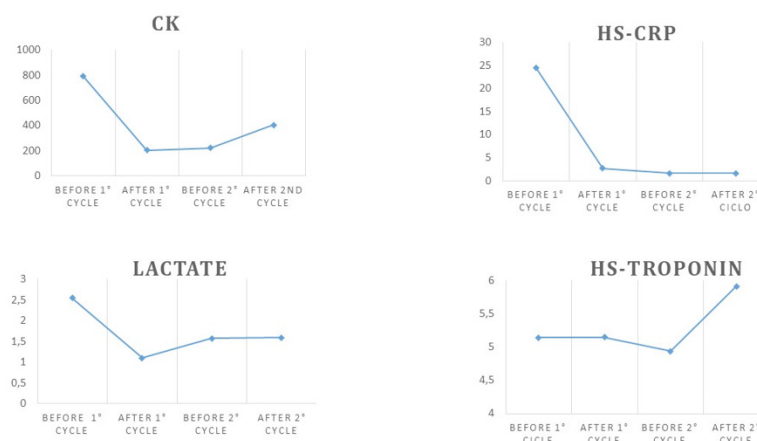 CK
1000
800
600
400
200
0
BEFORE 1° AFTER 1° BEFORE 2° AFTER 2ND
CYCLE CYCLE CYCLE CYCLE
HS-CRP
30
25
20
15
10
5
0
BEFORE 1° AFTER 1° BEFORE 2° AFTER 2°
CYCLE CYCLE CYCLE CICLO
LACTATE
3
2,5
2
1,5
1
0,5
0
BEFORE 1° AFTER 1° BEFORE 2° AFTER 2°
CYCLE CYCLE CYCLE CYCLE
HS-TROPONIN
6
5,5
5
4,5
4
BEFORE 1° AFTER 1° BEFORE 2° AFTER 2°
CICLE CYCLE CYCLE CYCLE